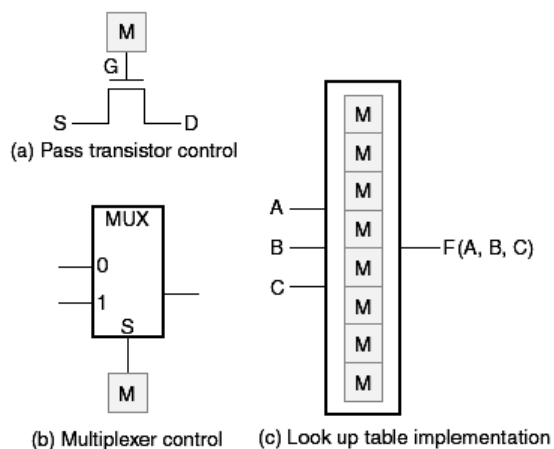 M
G
S D
(a) Pass transistor control
MUX
0
1
S
M
(b) Multiplexer control
M
M
M
A
M
B
F(A, B, C)
M
C
M
M
M
(c) Look up table implementation